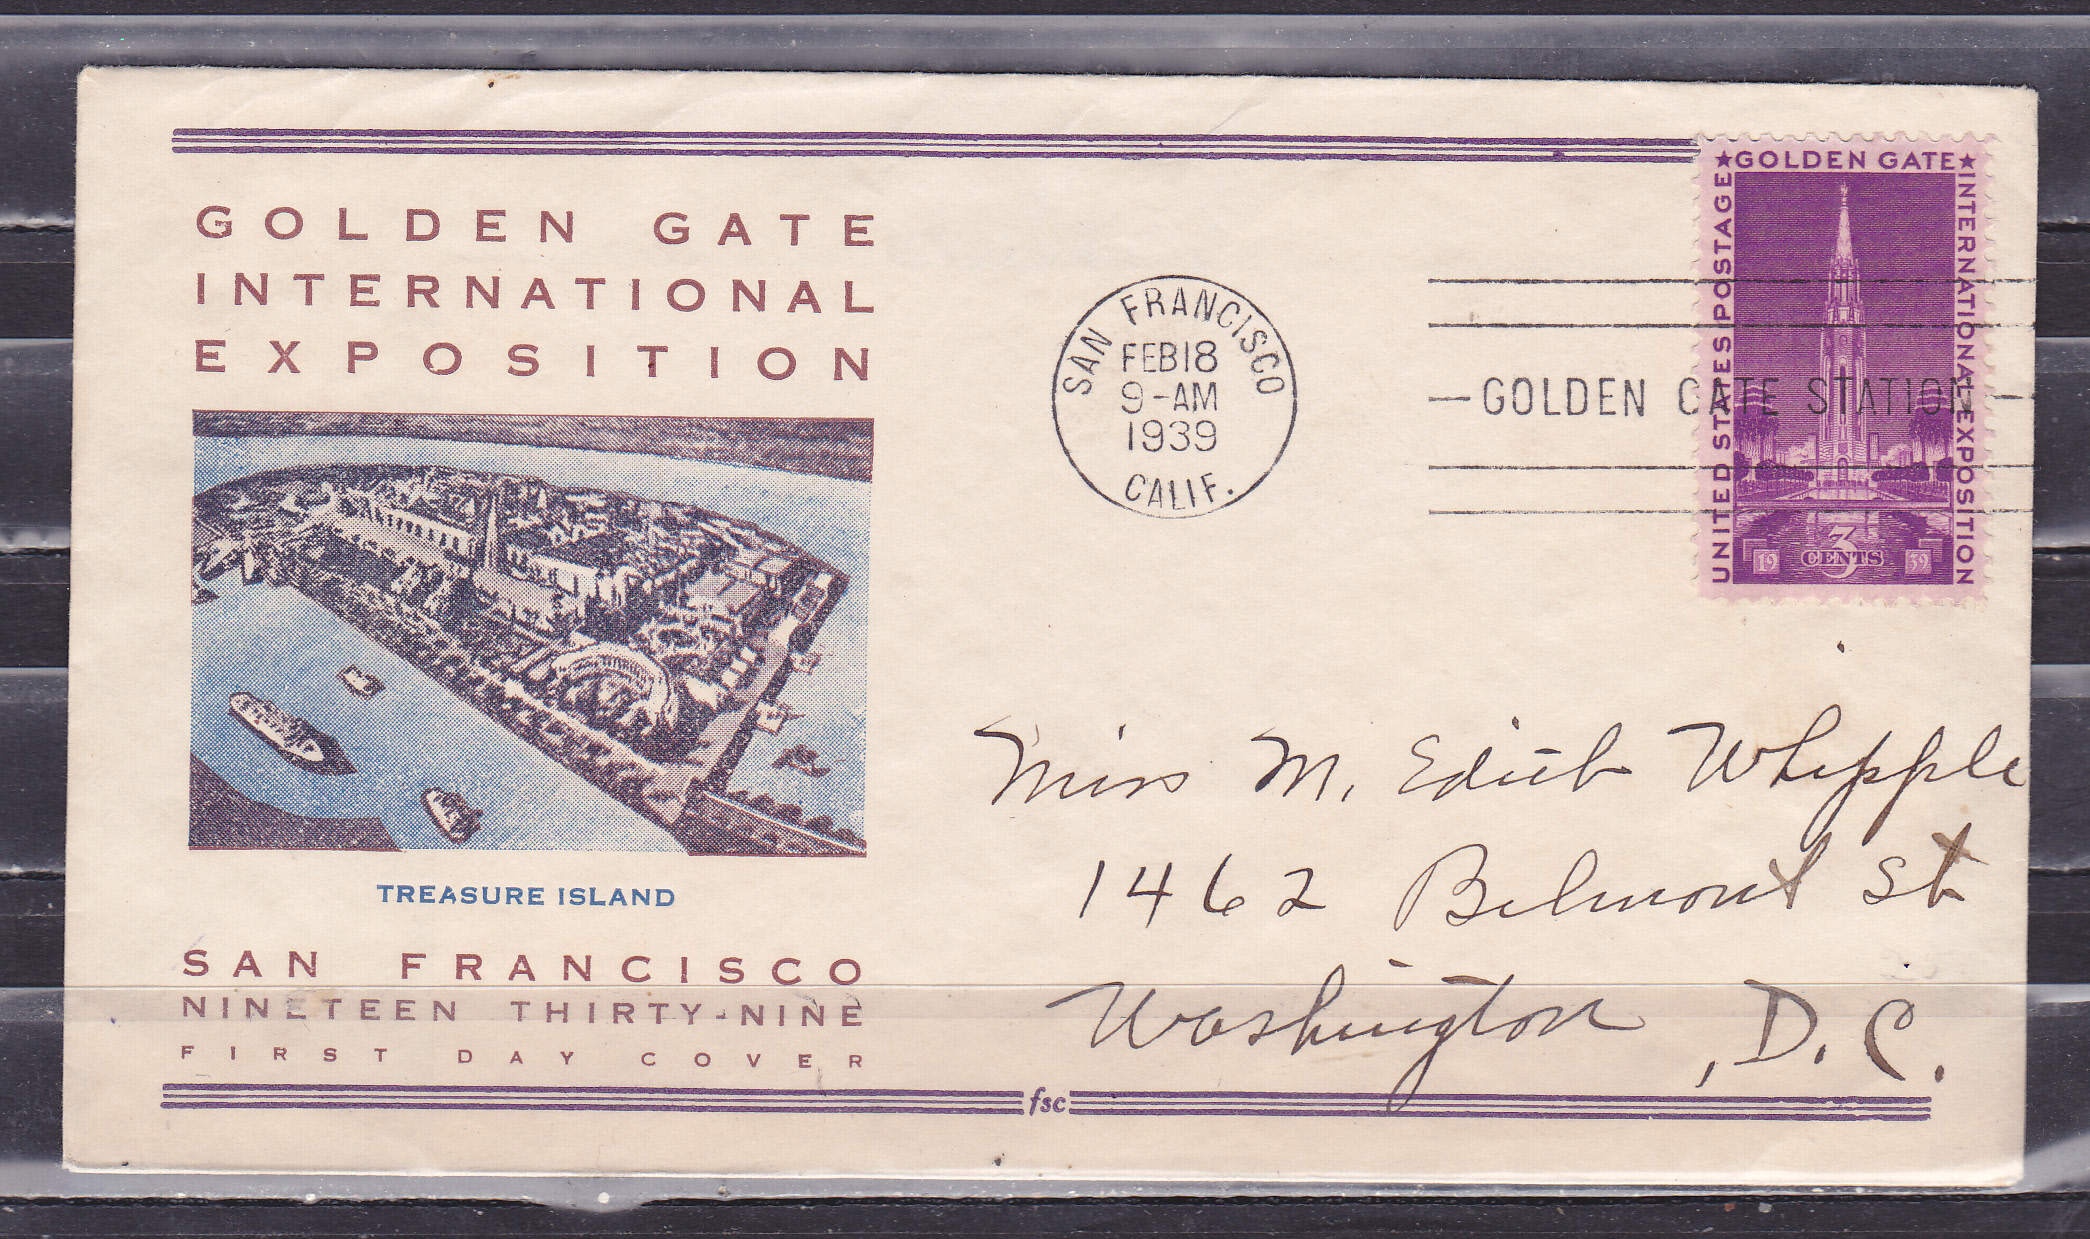 GOLDEN GATE
INTERNATIONAL
EXPOSITION
TREASURE ISLAND
SAN FRANCISCO
NINETEEN THIRTY-NINE
FIRST DAY COVER
fsc
SAN FRANCISCO
FEB 18
9-AM
1939
CALIF.
GOLDEN GATE STATION
★GOLDEN GATE★
UNITED STATES POSTAGE
INTERNATIONAL EXPOSITION
19 3 CENTS 39
Miss M. Edith Whipple
1462 Belmont St
Washington, D.C.